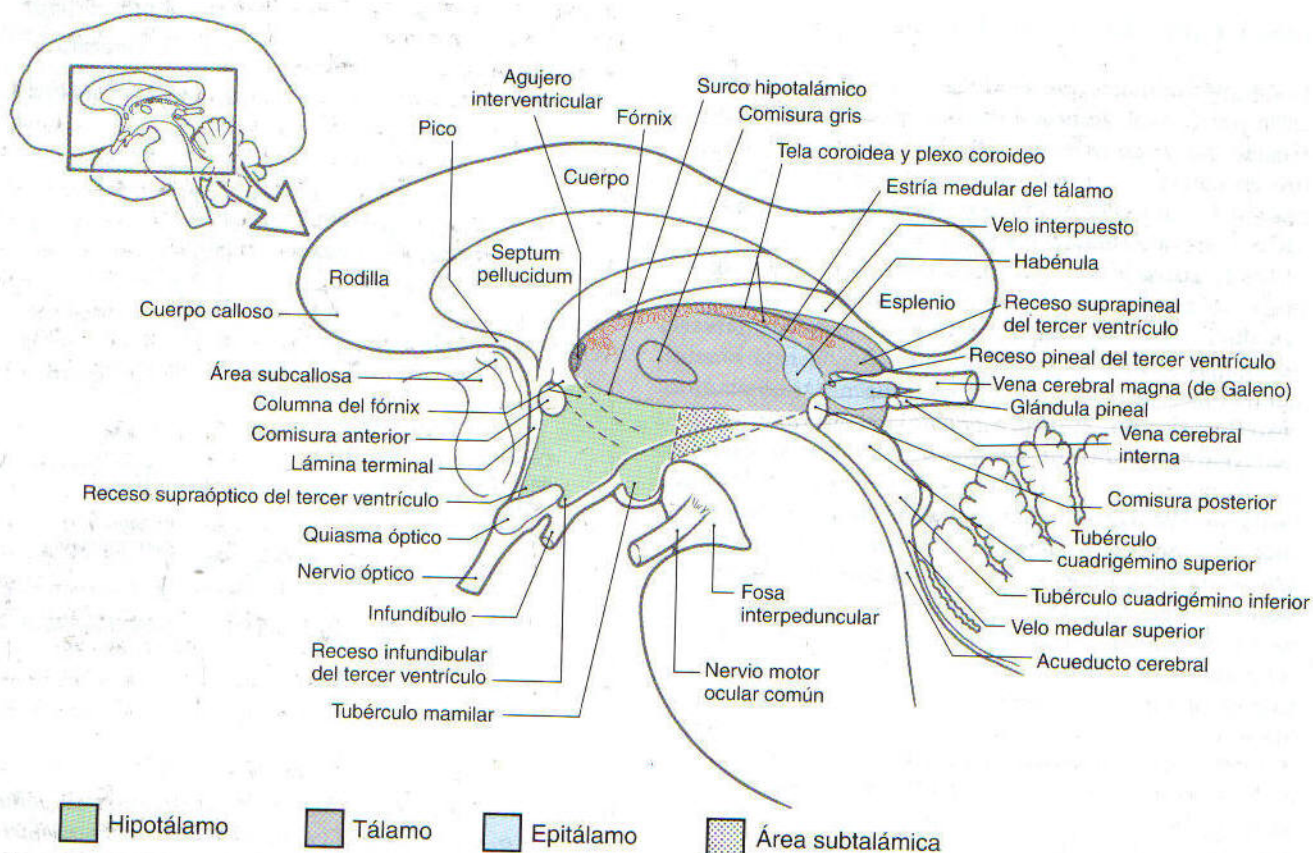 Agujero
interventricular
Surco hipotalámico
Fórnix
Comisura gris
Pico
Tela coroidea y plexo coroideo
Cuerpo
Estría medular del tálamo
Velo interpuesto
Septum
pellucidum
Habénula
Rodilla
Esplenio
Receso suprapineal
del tercer ventrículo
Cuerpo calloso
Receso pineal del tercer ventrículo
Área subcallosa
Vena cerebral magna (de Galeno)
Columna del fórnix
Glándula pineal
Comisura anterior
Vena cerebral
interna
Lámina terminal
Receso supraóptico del tercer ventrículo
Comisura posterior
Quiasma óptico
Tubérculo
cuadrigémino superior
Nervio óptico
Fosa
interpeduncular
Tubérculo cuadrigémino inferior
Infundíbulo
Velo medular superior
Receso infundibular
del tercer ventrículo
Nervio motor
ocular común
Acueducto cerebral
Tubérculo mamilar
Hipotálamo
Tálamo
Epitálamo
Área subtalámica